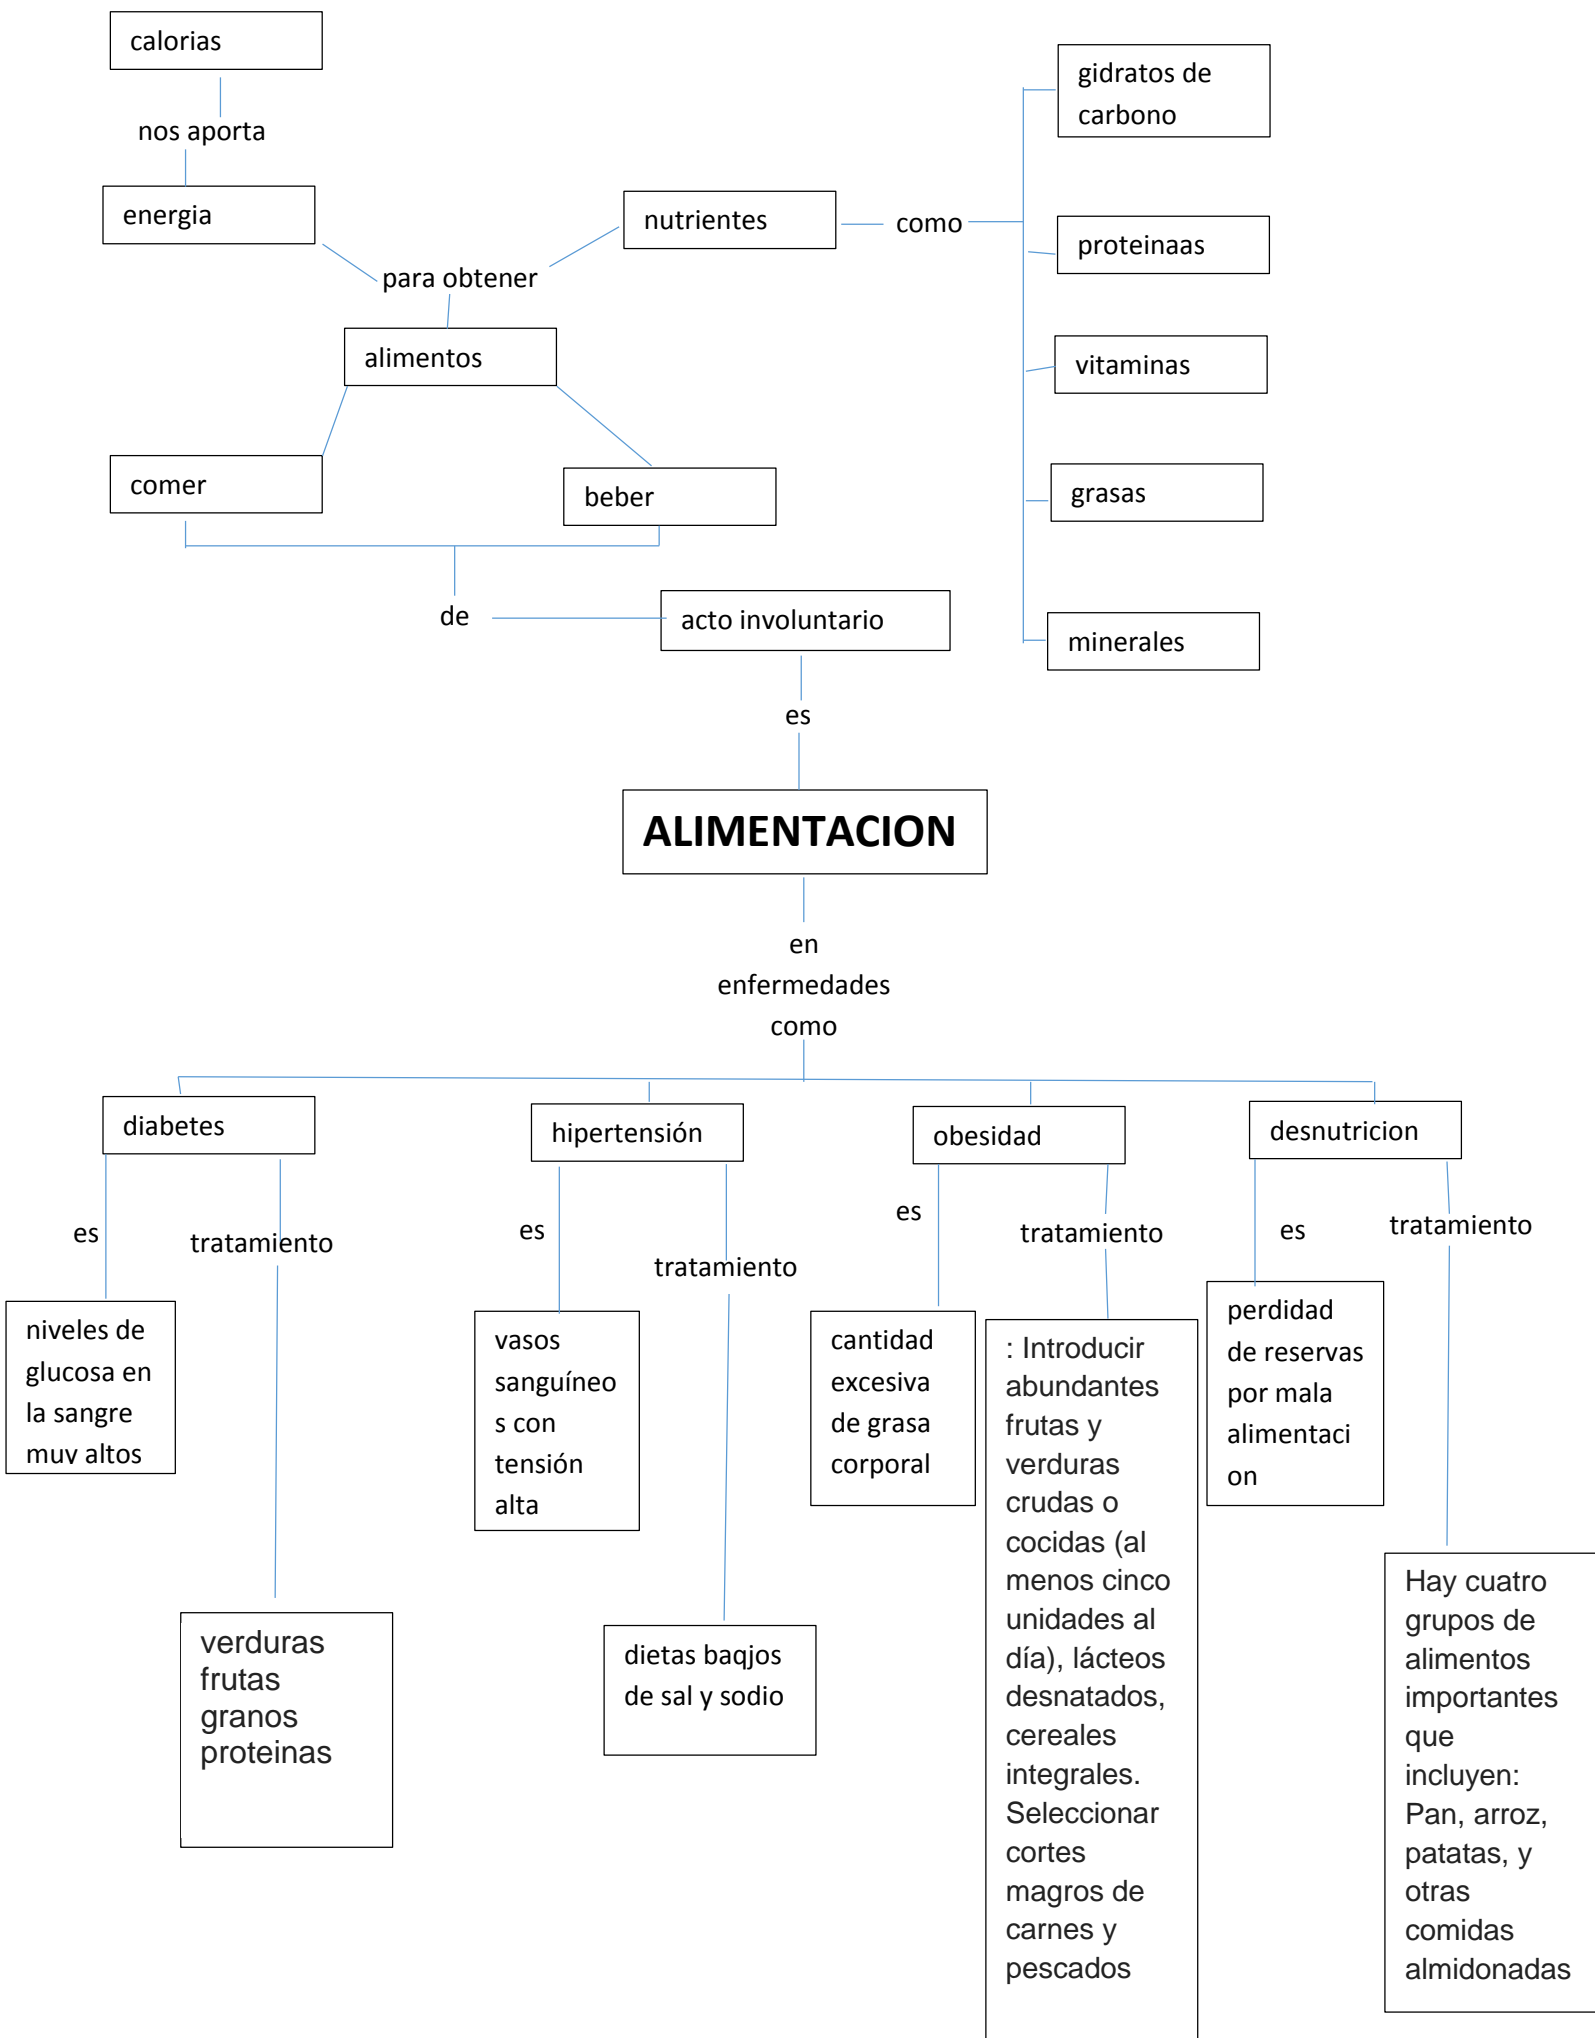 calorias
nos aporta
energia
nutrientes
como
gidratos de
carbono
proteinaas
vitaminas
grasas
minerales
para obtener
alimentos
comer
beber
de
acto involuntario
es
ALIMENTACION
en
enfermedades
como
diabetes
hipertensión
obesidad
desnutricion
es
tratamiento
es
tratamiento
es
tratamiento
es
tratamiento
niveles de
glucosa en
la sangre
muy altos
verduras
frutas
granos
proteinas
vasos
sanguíneo
s con
tensión
alta
dietas baqjos
de sal y sodio
cantidad
excesiva
de grasa
corporal
: Introducir
abundantes
frutas y
verduras
crudas o
cocidas (al
menos cinco
unidades al
día), lácteos
desnatados,
cereales
integrales.
Seleccionar
cortes
magros de
carnes y
pescados
perdidad
de reservas
por mala
alimentaci
on
Hay cuatro
grupos de
alimentos
importantes
que
incluyen:
Pan, arroz,
patatas, y
otras
comidas
almidonadas